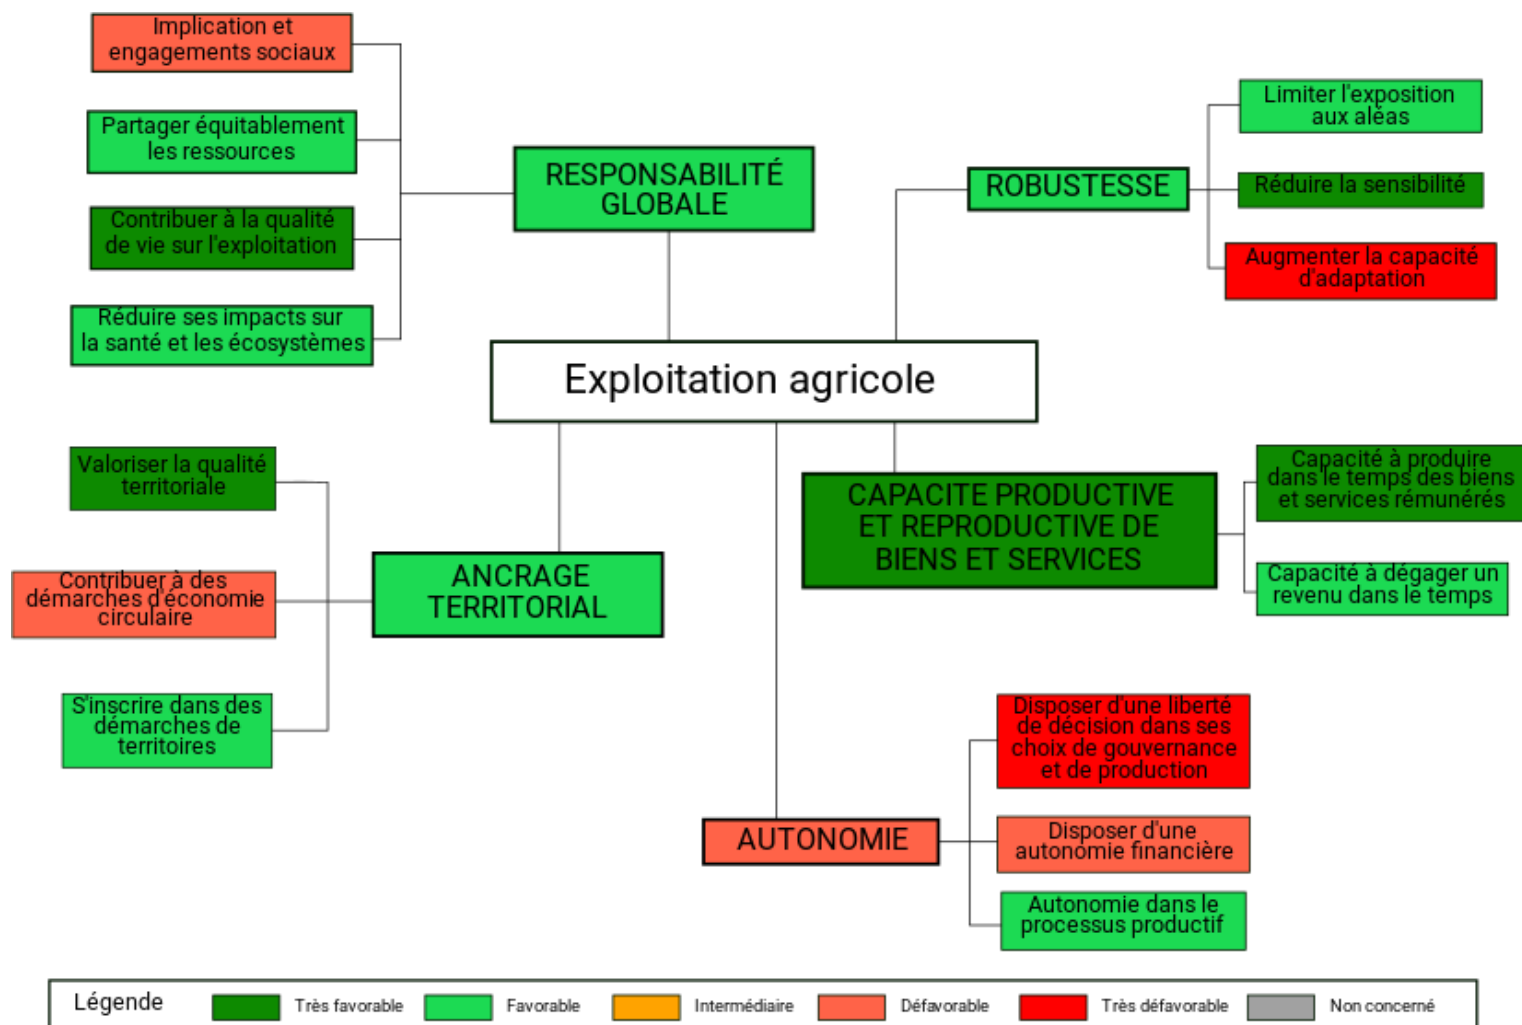 Implication et
engagements sociaux
Partager équitablement
les ressources
Contribuer à la qualité
de vie sur l'exploitation
Réduire ses impacts sur
la santé et les écosystèmes
RESPONSABILITÉ
GLOBALE
ROBUSTESSE
Limiter l'exposition
aux aléas
Réduire la sensibilité
Augmenter la capacité
d'adaptation
Exploitation agricole
Valoriser la qualité
territoriale
Contribuer à des
démarches d'économie
circulaire
S'inscrire dans des
démarches de
territoires
ANCRAGE
TERRITORIAL
CAPACITE PRODUCTIVE
ET REPRODUCTIVE DE
BIENS ET SERVICES
Capacité à produire
dans le temps des biens
et services rémunérés
Capacité à dégager un
revenu dans le temps
AUTONOMIE
Disposer d'une liberté
de décision dans ses
choix de gouvernance
et de production
Disposer d'une
autonomie financière
Autonomie dans le
processus productif
Légende
Très favorable
Favorable
Intermédiaire
Défavorable
Très défavorable
Non concerné